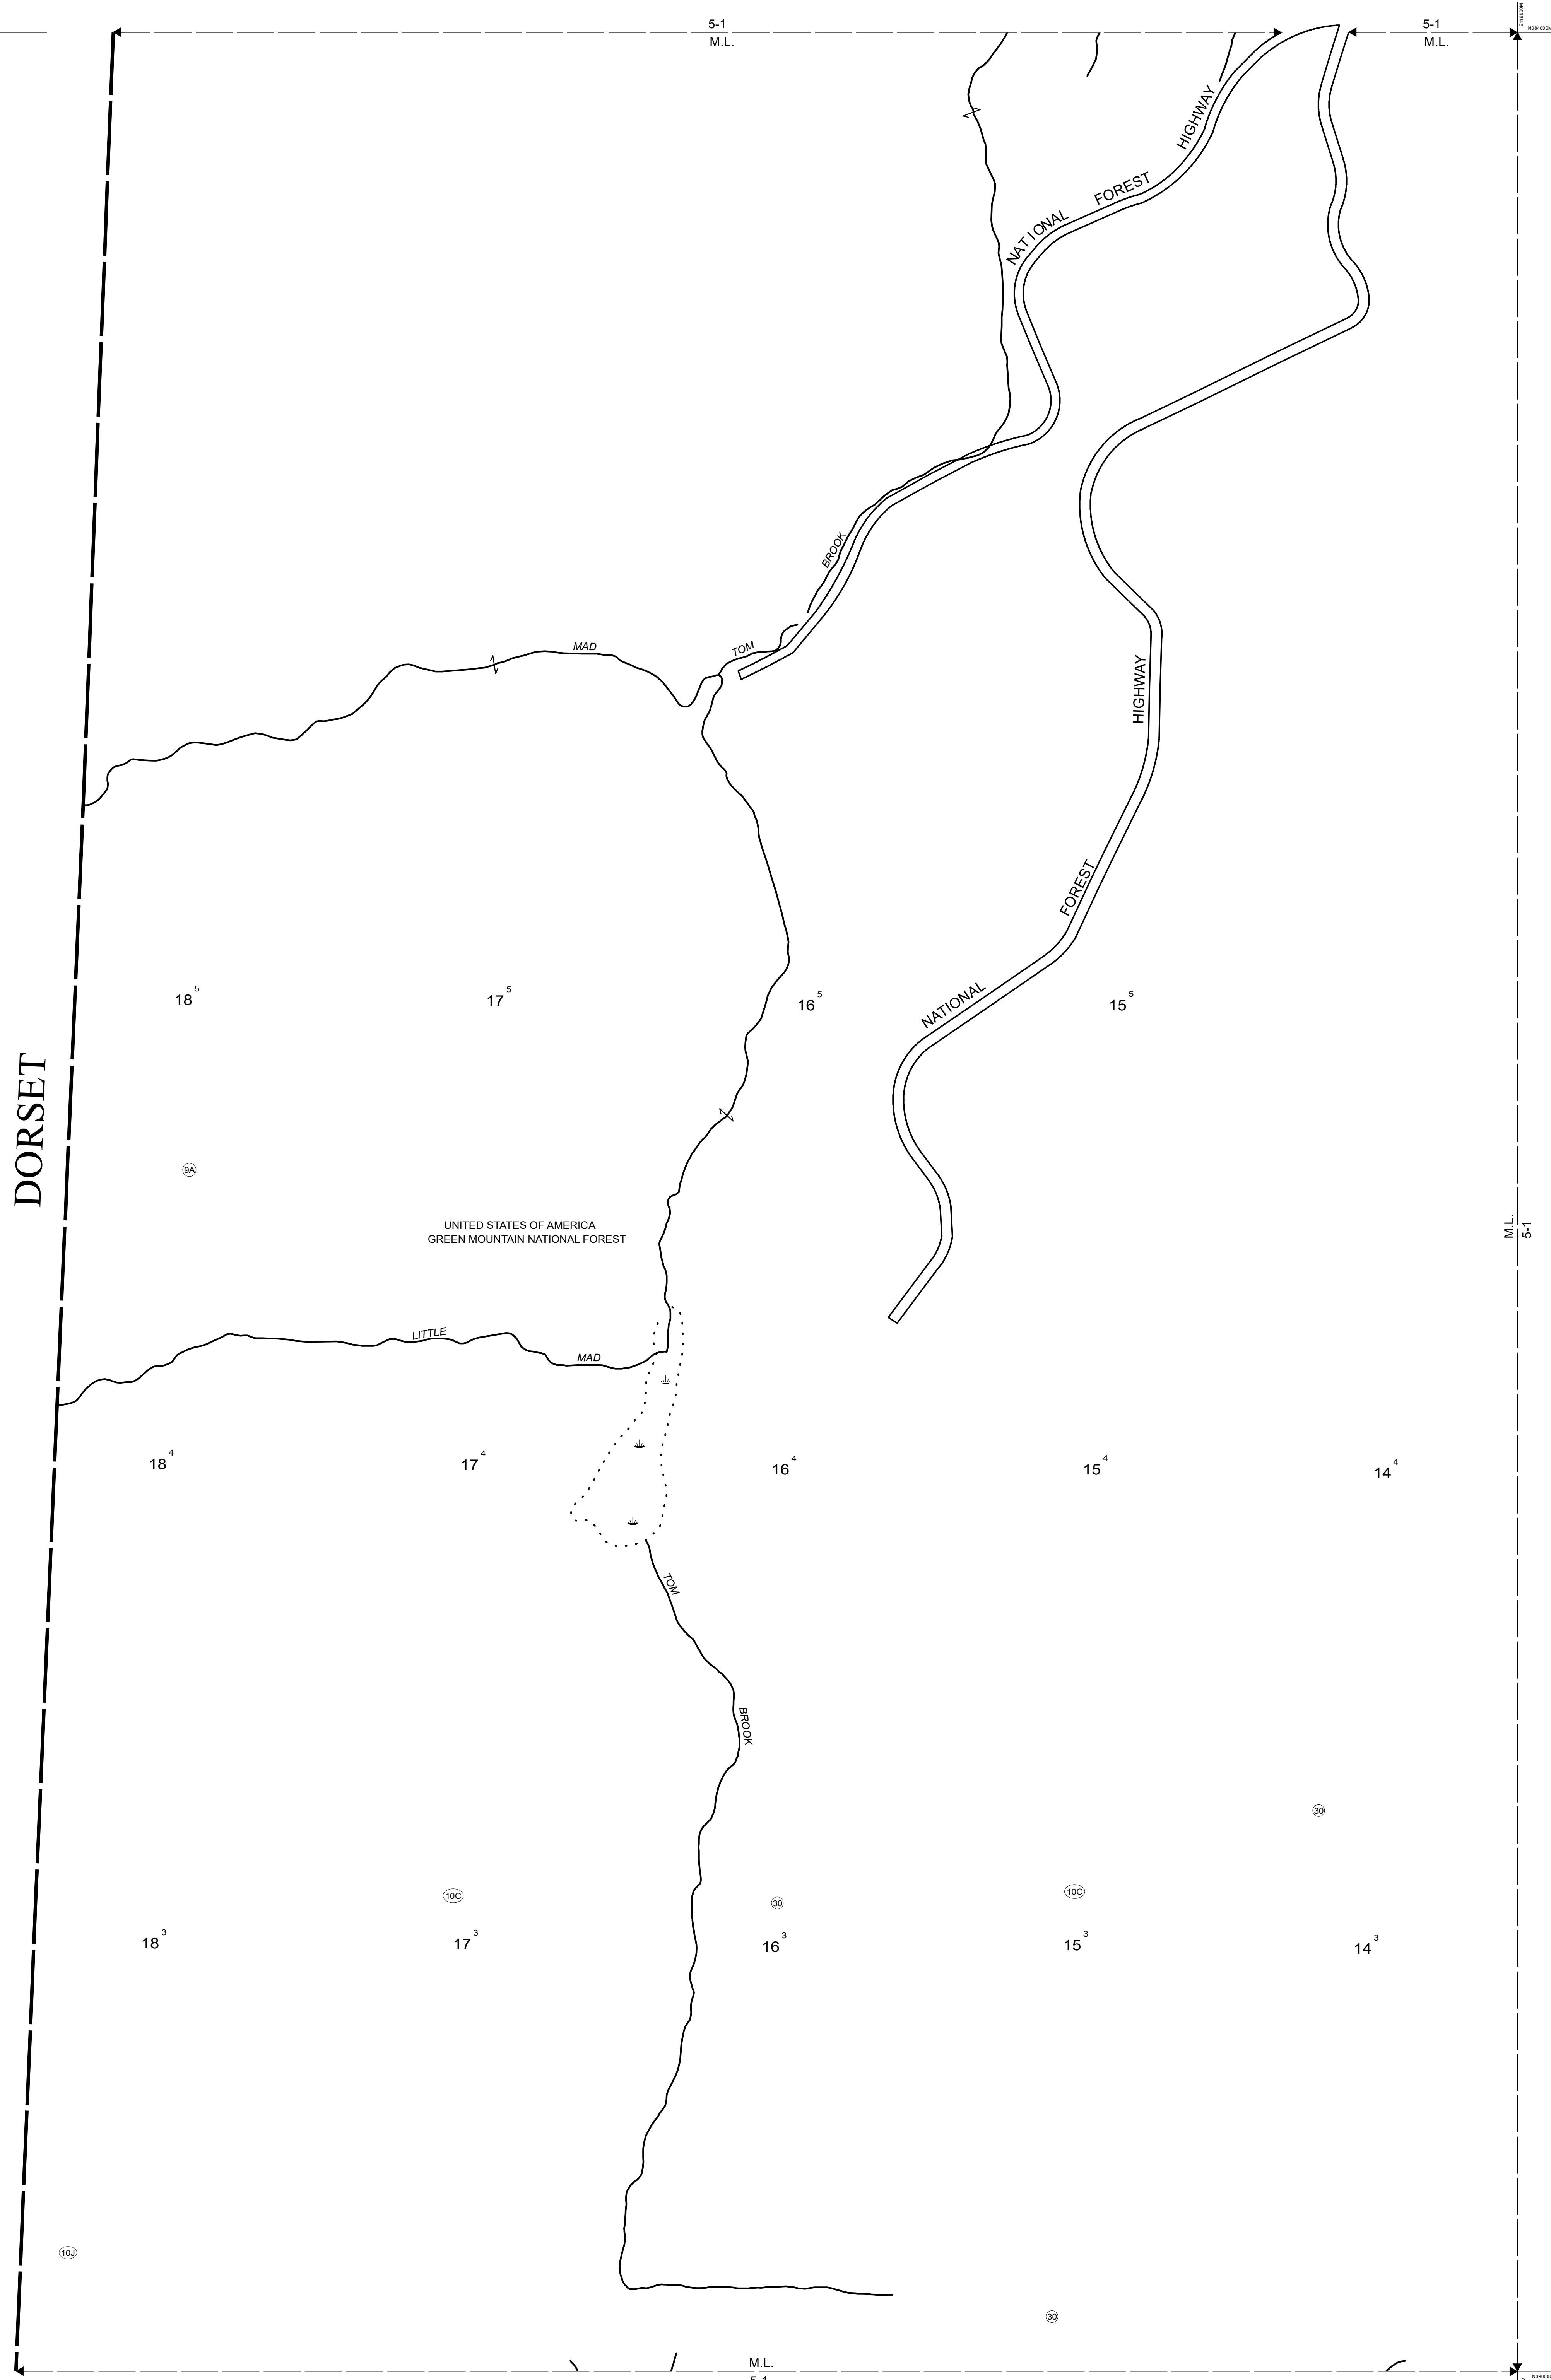 5-1
M.L.
5-1
M.L.
E116000M
HIGHWAY
FOREST
NATIONAL
BROOK
TOM
MAD
HIGHWAY
FOREST
NATIONAL
18 5
17 5
16 5
15 5
DORSET
9A
UNITED STATES OF AMERICA
GREEN MOUNTAIN NATIONAL FOREST
M.L.
5-1
LITTLE
MAD
18 4
17 4
16 4
15 4
14 4
TOM
BROOK
30
10C
30
10C
18 3
17 3
16 3
15 3
14 3
10J
30
M.L.
5-1